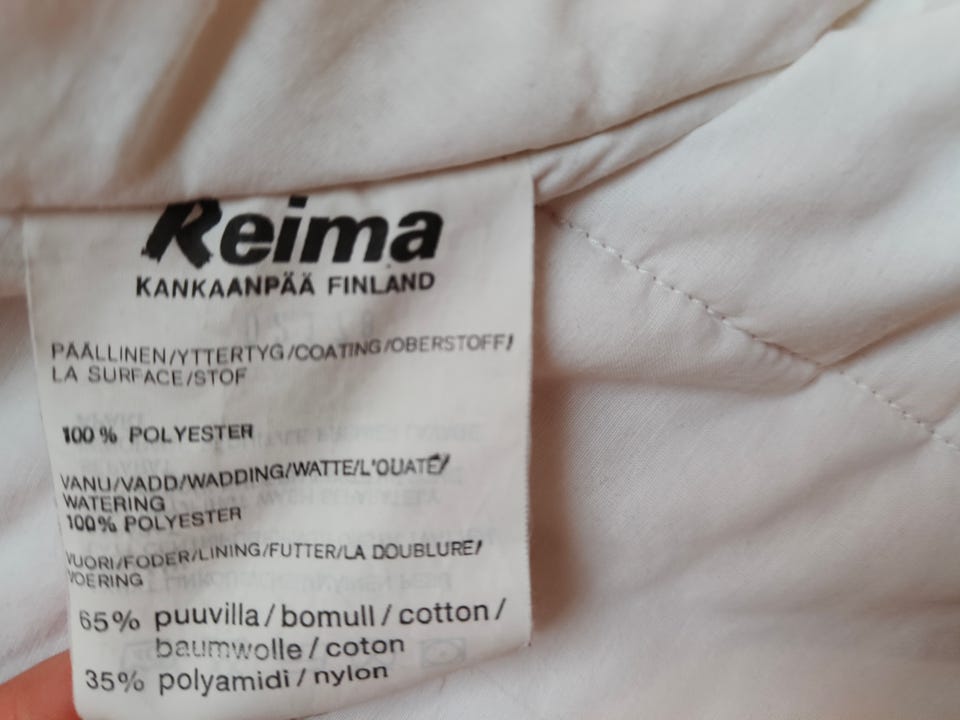 Reima
KANKAANPÄÄ FINLAND
PÄÄLLINEN/YTTERTYG/COATING/OBERSTOFF/
LA SURFACE/STOF
100% POLYESTER
VANU/VADD/WADDING/WATTE/L'OUATÉ/
WATERING
100% POLYESTER
VUORI/FODER/LINING/FUTTER/LA DOUBLURE/
VOERING
65% puuvilla/bomull/cotton/
baumwolle/coton
35% polyamidi/nylon